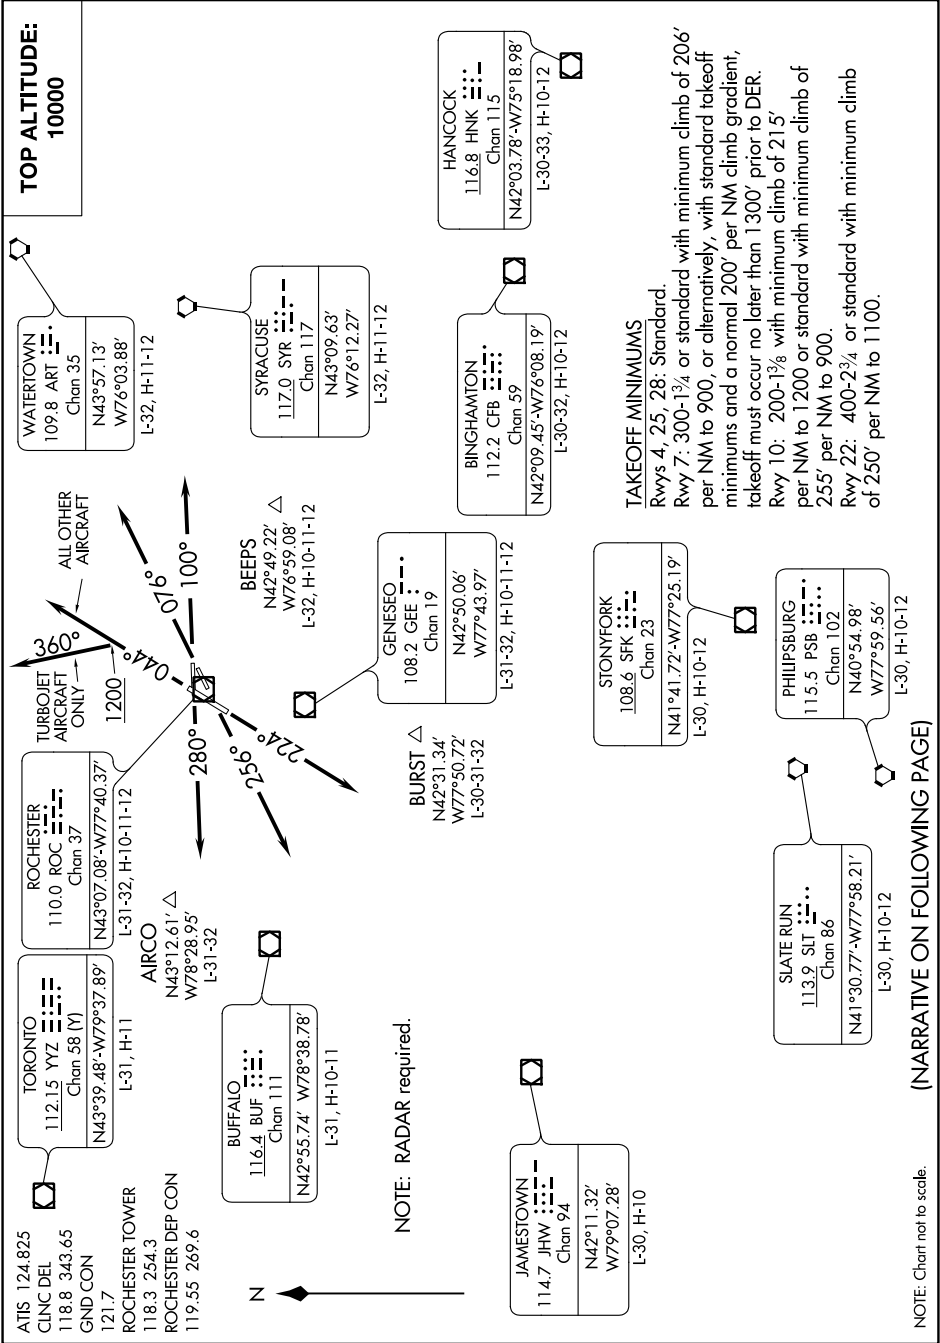 TOP ALTITUDE:
10000
ATIS 124.825
CLNC DEL
118.8 343.65
GND CON
121.7
ROCHESTER TOWER
118.3 254.3
ROCHESTER DEP CON
119.55 269.6
TORONTO
112.15 YYZ
Chan 58 (Y)
N43°39.48′-W79°37.89′
L-31, H-11
ROCHESTER
110.0 ROC
Chan 37
N43°07.08′-W77°40.37′
L-31-32, H-10-11-12
TURBOJET
AIRCRAFT
ONLY
360°
1200
ALL OTHER
AIRCRAFT
044°
076°
100°
280°
256°
224°
WATERTOWN
109.8 ART
Chan 35
N43°57.13′
W76°03.88′
L-32, H-11-12
SYRACUSE
117.0 SYR
Chan 117
N43°09.63′
W76°12.27′
L-32, H-11-12
AIRCO
N43°12.61′
W78°28.95′
L-31-32
BEEPS
N42°49.22′
W76°59.08′
L-32, H-10-11-12
BUFFALO
116.4 BUF
Chan 111
N42°55.74′ W78°38.78′
L-31, H-10-11
GENESEO
108.2 GEE
Chan 19
N42°50.06′
W77°43.97′
L-31-32, H-10-11-12
BURST
N42°31.34′
W77°50.72′
L-30-31-32
BINGHAMTON
112.2 CFB
Chan 59
N42°09.45′-W76°08.19′
L-30-32, H-10-12
HANCOCK
116.8 HNK
Chan 115
N42°03.78′-W75°18.98′
L-30-33, H-10-12
NOTE: RADAR required.
N
JAMESTOWN
114.7 JHW
Chan 94
N42°11.32′
W79°07.28′
L-30, H-10
STONYFORK
108.6 SFK
Chan 23
N41°41.72′-W77°25.19′
L-30, H-10-12
SLATE RUN
113.9 SLT
Chan 86
N41°30.77′-W77°58.21′
L-30, H-10-12
PHILIPSBURG
115.5 PSB
Chan 102
N40°54.98′
W77°59.56′
L-30, H-10-12
TAKEOFF MINIMUMS
Rwys 4, 25, 28: Standard.
Rwy 7: 300-1¾ or standard with minimum climb of 206′
per NM to 900, or alternatively, with standard takeoff
minimums and a normal 200′ per NM climb gradient,
takeoff must occur no later than 1300′ prior to DER.
Rwy 10: 200-1⅜ with minimum climb of 215′
per NM to 1200 or standard with minimum climb of
255′ per NM to 900.
Rwy 22: 400-2¾ or standard with minimum climb
of 250′ per NM to 1100.
NOTE: Chart not to scale.
(NARRATIVE ON FOLLOWING PAGE)